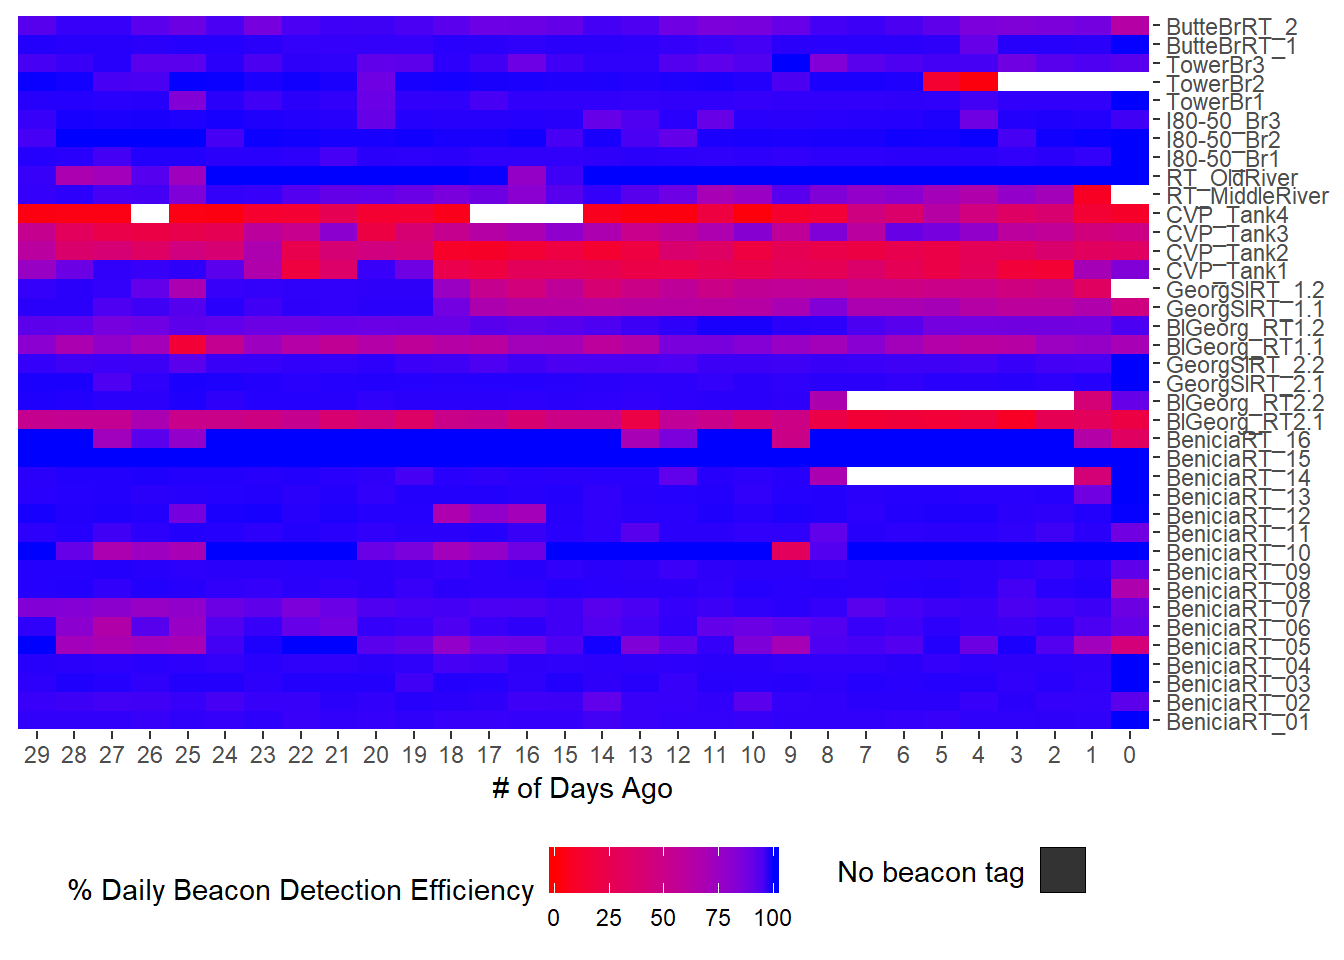 ButteBrRT_2
ButteBrRT_1
TowerBr3
TowerBr2
TowerBr1
I80-50_Br3
I80-50_Br2
I80-50_Br1
RT_OldRiver
RT_MiddleRiver
CVP_Tank4
CVP_Tank3
CVP_Tank2
CVP_Tank1
GeorgSlRT_1.2
GeorgSlRT_1.1
BlGeorg_RT1.2
BlGeorg_RT1.1
GeorgSlRT_2.2
GeorgSlRT_2.1
BlGeorg_RT2.2
BlGeorg_RT2.1
BeniciaRT_16
BeniciaRT_15
BeniciaRT_14
BeniciaRT_13
BeniciaRT_12
BeniciaRT_11
BeniciaRT_10
BeniciaRT_09
BeniciaRT_08
BeniciaRT_07
BeniciaRT_06
BeniciaRT_05
BeniciaRT_04
BeniciaRT_03
BeniciaRT_02
BeniciaRT_01
29 28 27 26 25 24 23 22 21 20 19 18 17 16 15 14 13 12 11 10 9 8 7 6 5 4 3 2 1 0
# of Days Ago
% Daily Beacon Detection Efficiency
0 25 50 75 100
No beacon tag